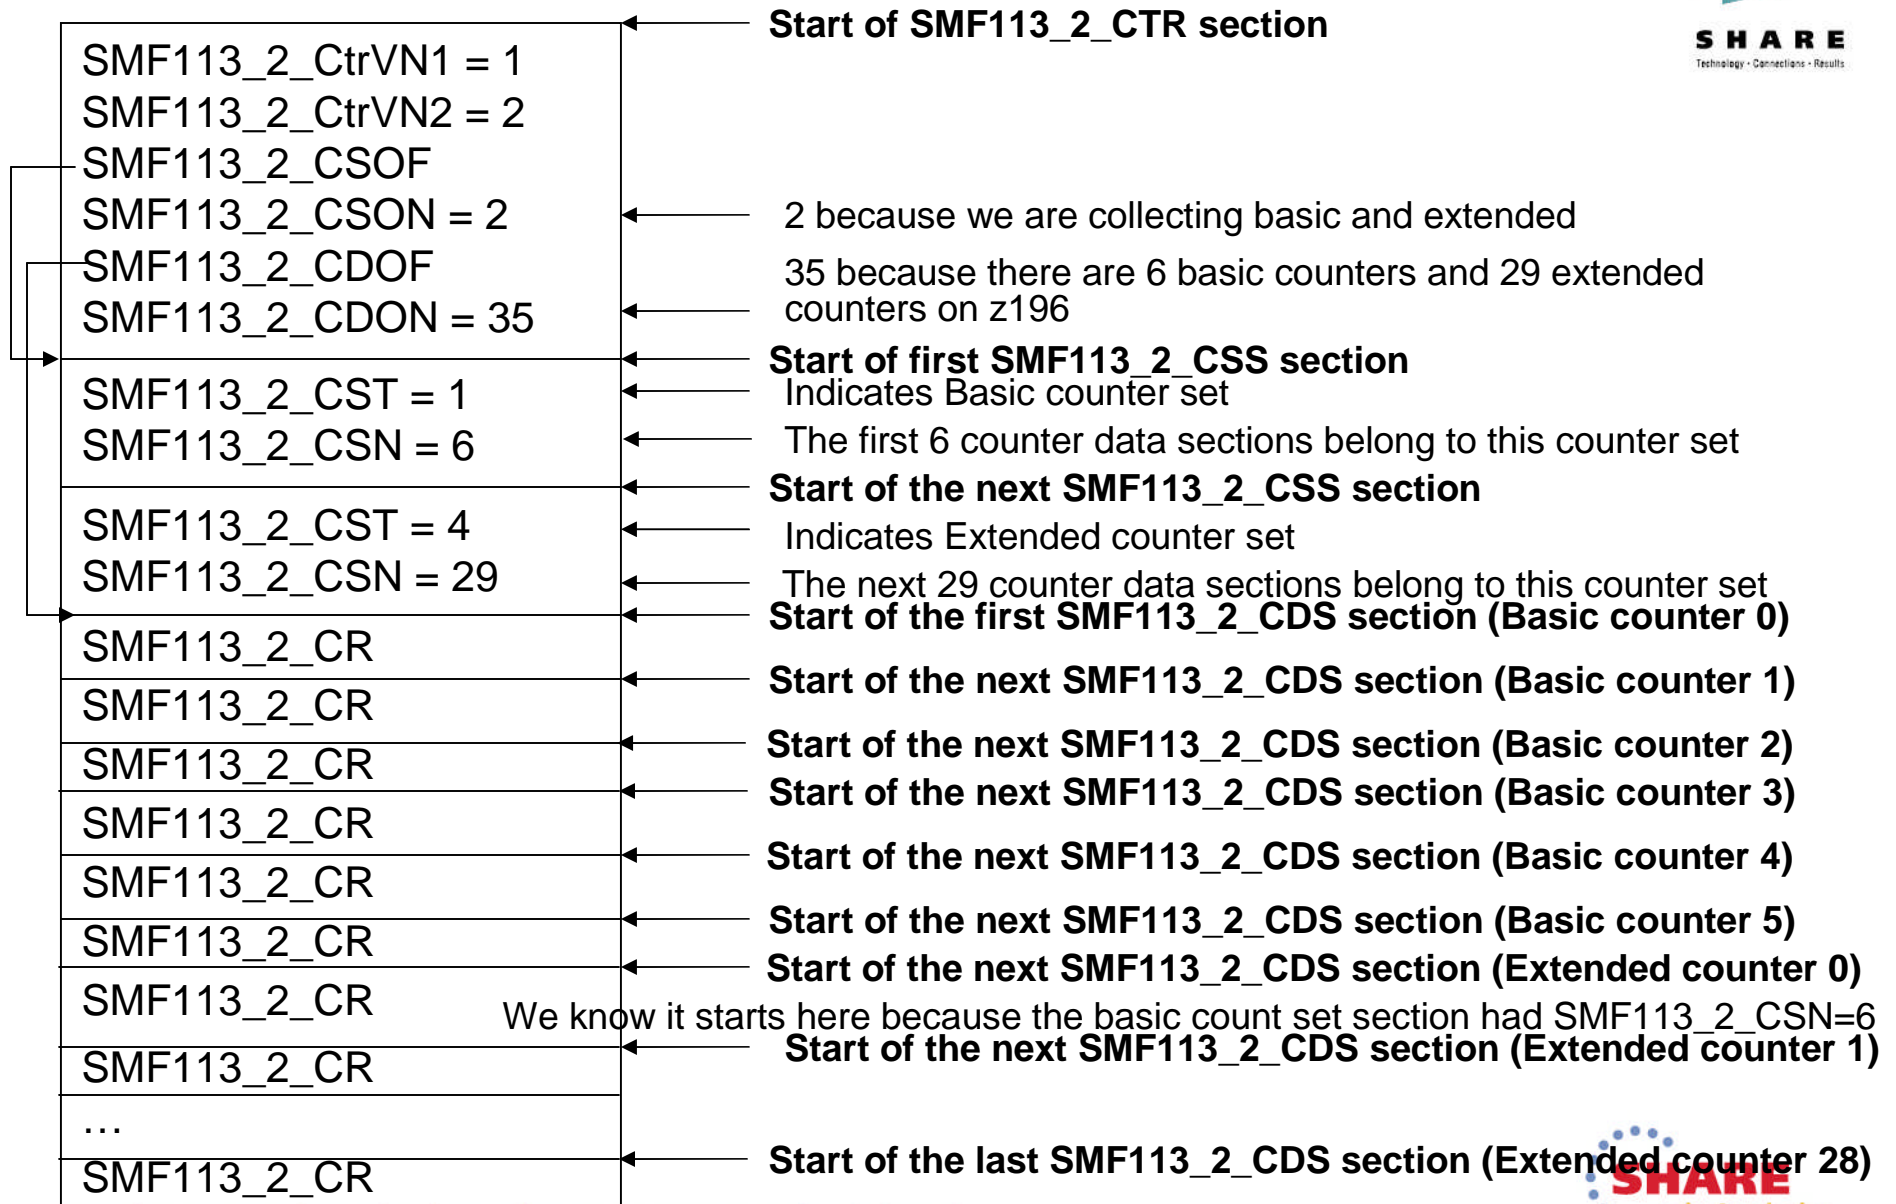 Start of SMF113_2_CTR section
SHARE
Technology • Connections • Results
SMF113_2_CtrVN1 = 1
SMF113_2_CtrVN2 = 2
SMF113_2_CSOF
SMF113_2_CSON = 2
2 because we are collecting basic and extended
SMF113_2_CDOF
35 because there are 6 basic counters and 29 extended
counters on z196
SMF113_2_CDON = 35
Start of first SMF113_2_CSS section
SMF113_2_CST = 1
Indicates Basic counter set
SMF113_2_CSN = 6
The first 6 counter data sections belong to this counter set
Start of the next SMF113_2_CSS section
SMF113_2_CST = 4
Indicates Extended counter set
SMF113_2_CSN = 29
The next 29 counter data sections belong to this counter set
Start of the first SMF113_2_CDS section (Basic counter 0)
SMF113_2_CR
Start of the next SMF113_2_CDS section (Basic counter 1)
SMF113_2_CR
Start of the next SMF113_2_CDS section (Basic counter 2)
SMF113_2_CR
Start of the next SMF113_2_CDS section (Basic counter 3)
SMF113_2_CR
Start of the next SMF113_2_CDS section (Basic counter 4)
SMF113_2_CR
Start of the next SMF113_2_CDS section (Basic counter 5)
SMF113_2_CR
Start of the next SMF113_2_CDS section (Extended counter 0)
SMF113_2_CR
We know it starts here because the basic count set section had SMF113_2_CSN=6
Start of the next SMF113_2_CDS section (Extended counter 1)
SMF113_2_CR
…
Start of the last SMF113_2_CDS section (Extended counter 28)
SMF113_2_CR
SHARE